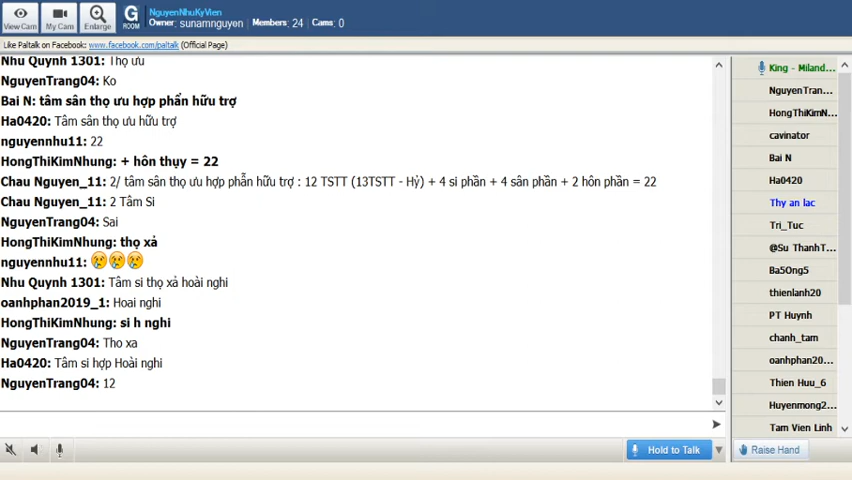 View Cam
My Cam
Enlarge
G
ROOM
NguyenNhuKyVien
Owner: sunamnguyen Members: 24 Cams: 0
Like Paltalk on Facebook: www.facebook.com/paltalk (Official Page)
Nhu Quynh 1301: Thọ ưu
NguyenTrang04: Ko
Bai N: tâm sân thọ ưu hợp phẩn hữu trợ
Ha0420: Tâm sân thọ ưu hữu trợ
nguyennhu11: 22
HongThiKimNhung: + hôn thụy = 22
Chau Nguyen_11: 2/ tâm sân thọ ưu hợp phẫn hữu trợ : 12 TSTT (13TSTT - Hỷ) + 4 si phần + 4 sân phần + 2 hôn phần = 22
Chau Nguyen_11: 2 Tâm Si
NguyenTrang04: Sai
HongThiKimNhung: thọ xả
nguyennhu11:
Nhu Quynh 1301: Tâm si thọ xả hoài nghi
oanhphan2019_1: Hoai nghi
HongThiKimNhung: si h nghi
NguyenTrang04: Tho xa
Ha0420: Tâm si hợp Hoài nghi
NguyenTrang04: 12
King - Miland...
NguyenTran...
HongThiKimN...
cavinator
Bai N
Ha0420
Thy an lac
Tri_Tuc
@Su ThanhT...
Ba5Ong5
thienlanh20
PT Huynh
chanh_tam
oanhphan20...
Thien Huu_6
Huyenmong2...
Tam Vien Linh
Hold to Talk
Raise Hand